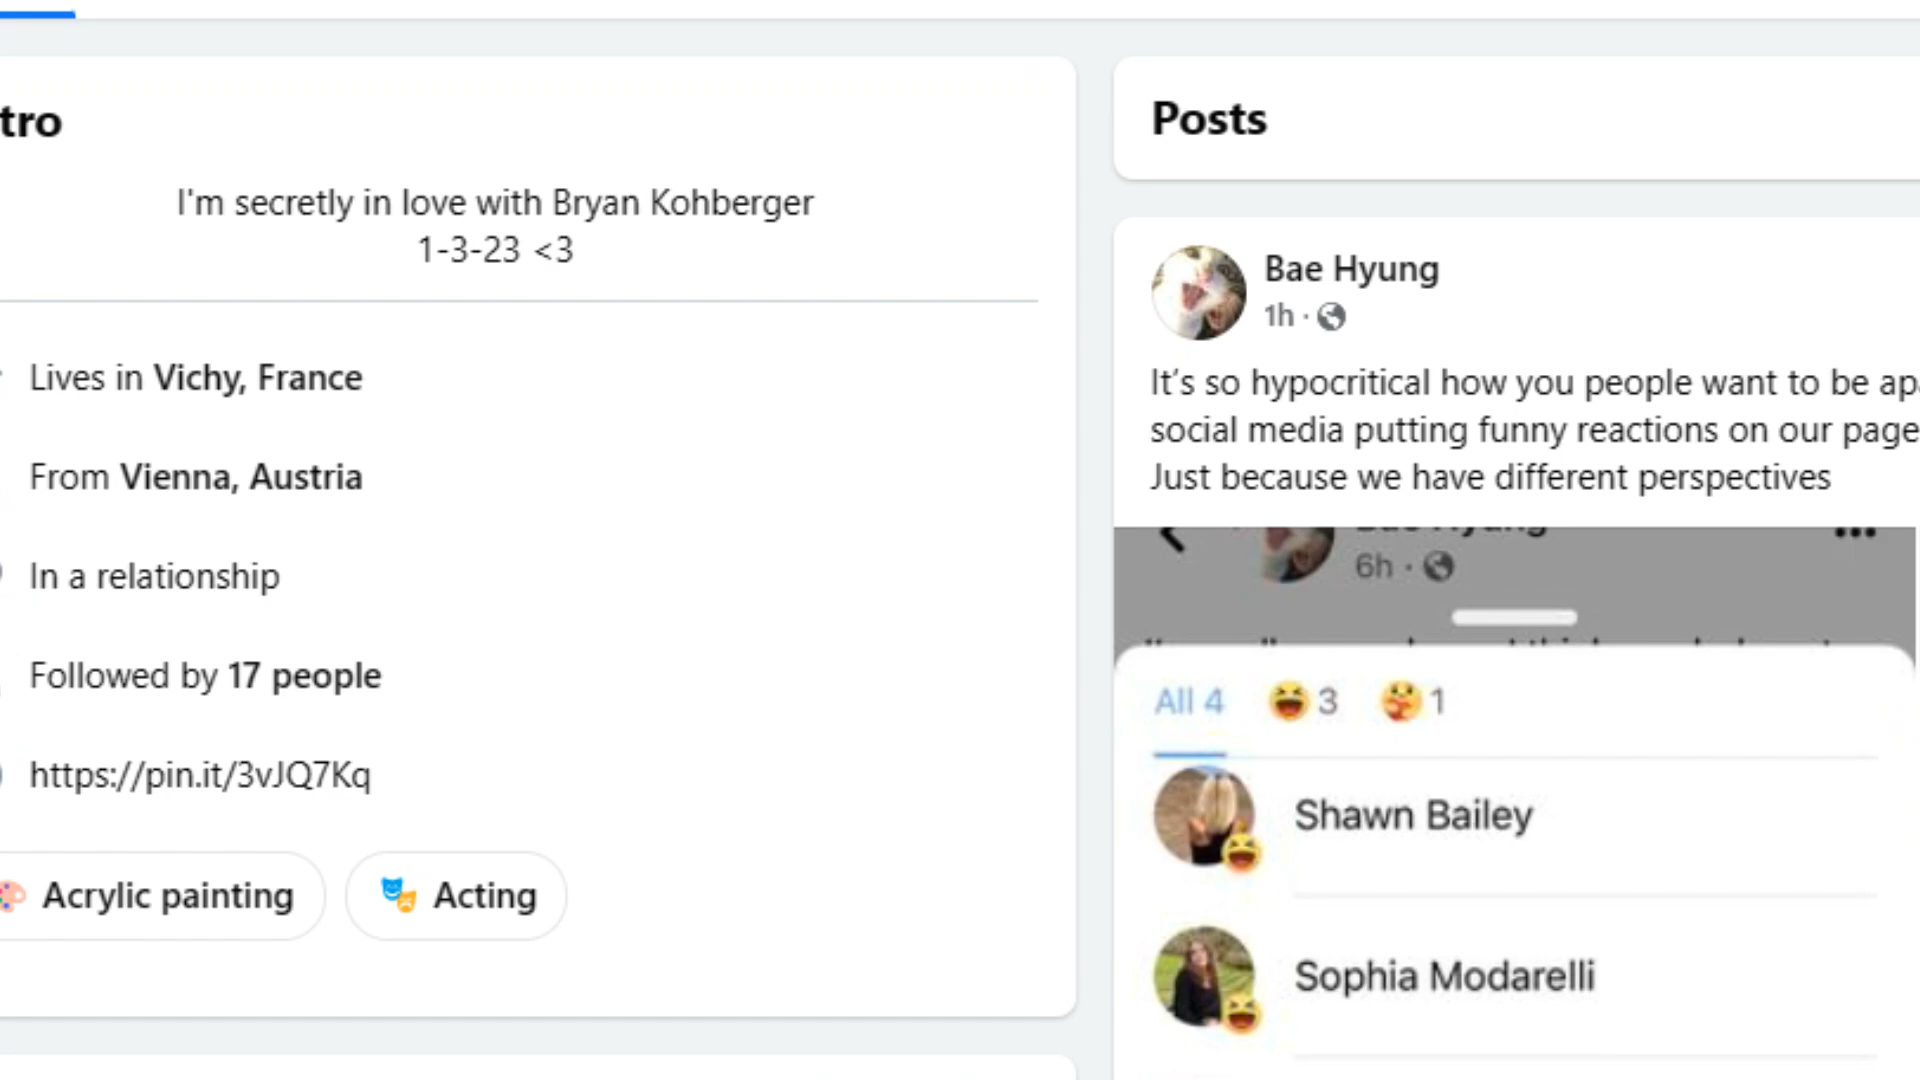 tro
I'm secretly in love with Bryan Kohberger
1-3-23 <3
Lives in Vichy, France
From Vienna, Austria
In a relationship
Followed by 17 people
https://pin.it/3vJQ7Kq
Acrylic painting
Acting
Posts
Bae Hyung
1h ·
It's so hypocritical how you people want to be ap
social media putting funny reactions on our page
Just because we have different perspectives
Bae Hyung
6h ·
All 4
3
1
Shawn Bailey
Sophia Modarelli